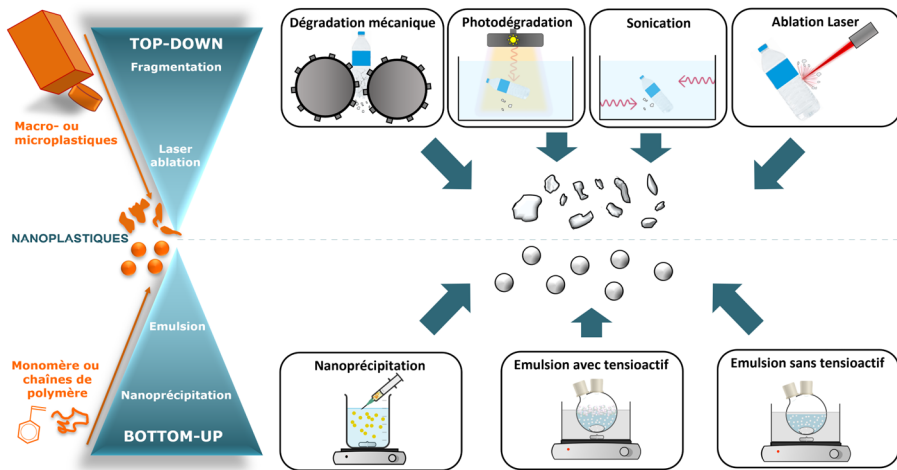 TOP-DOWN
Fragmentation
Macro- ou
microplastiques
Laser
ablation
NANOPLASTIQUES
Emulsion
Monomère ou
chaînes de
polymère
Nanoprécipitation
BOTTOM-UP
Dégradation mécanique
Photodégradation
Sonication
Ablation Laser
Nanoprécipitation
Emulsion avec tensioactif
Emulsion sans tensioactif